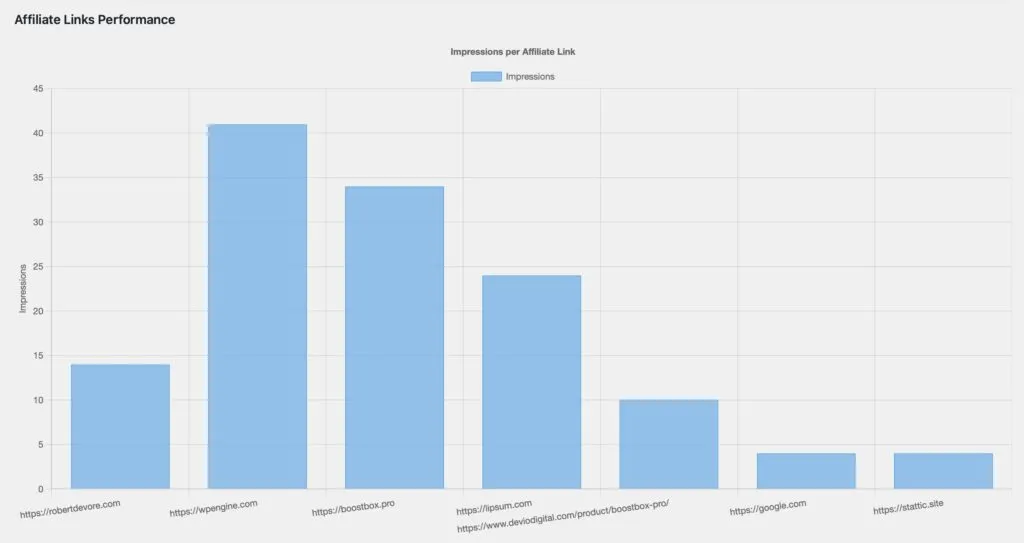 Affiliate Links Performance
Impressions per Affiliate Link
Impressions
45
40
35
30
25
20
15
10
5
0
Impressions
https://robertdevore.com
https://wpengine.com
https://boostbox.pro
https://lipsum.com
https://www.deviodigital.com/product/boostbox-pro/
https://google.com
https://stattic.site